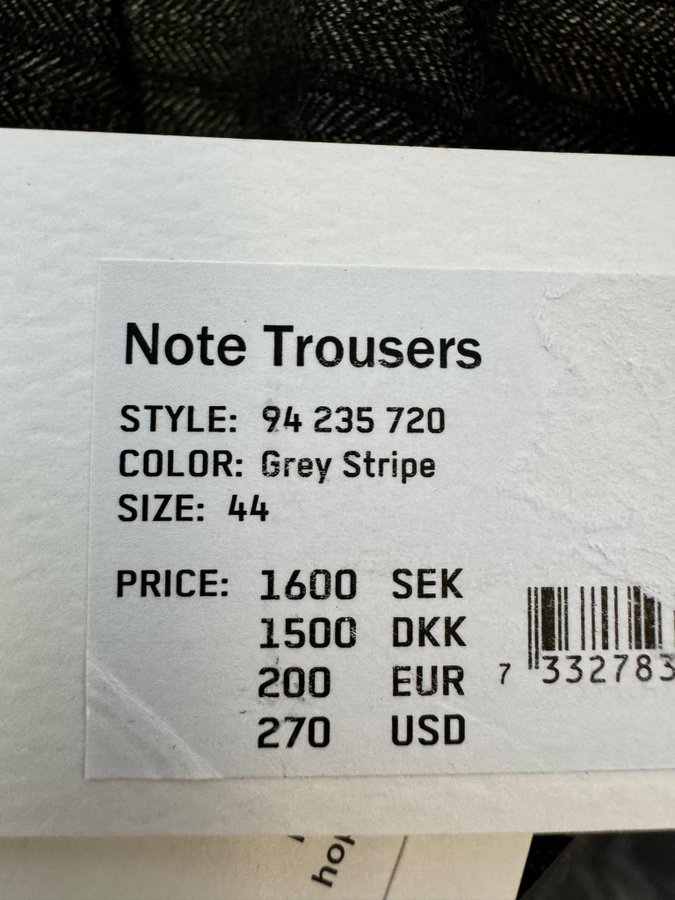 Note Trousers
STYLE: 94 235 720
COLOR: Grey Stripe
SIZE: 44
PRICE: 1600 SEK
1500 DKK
200 EUR
270 USD
7 332783
hop